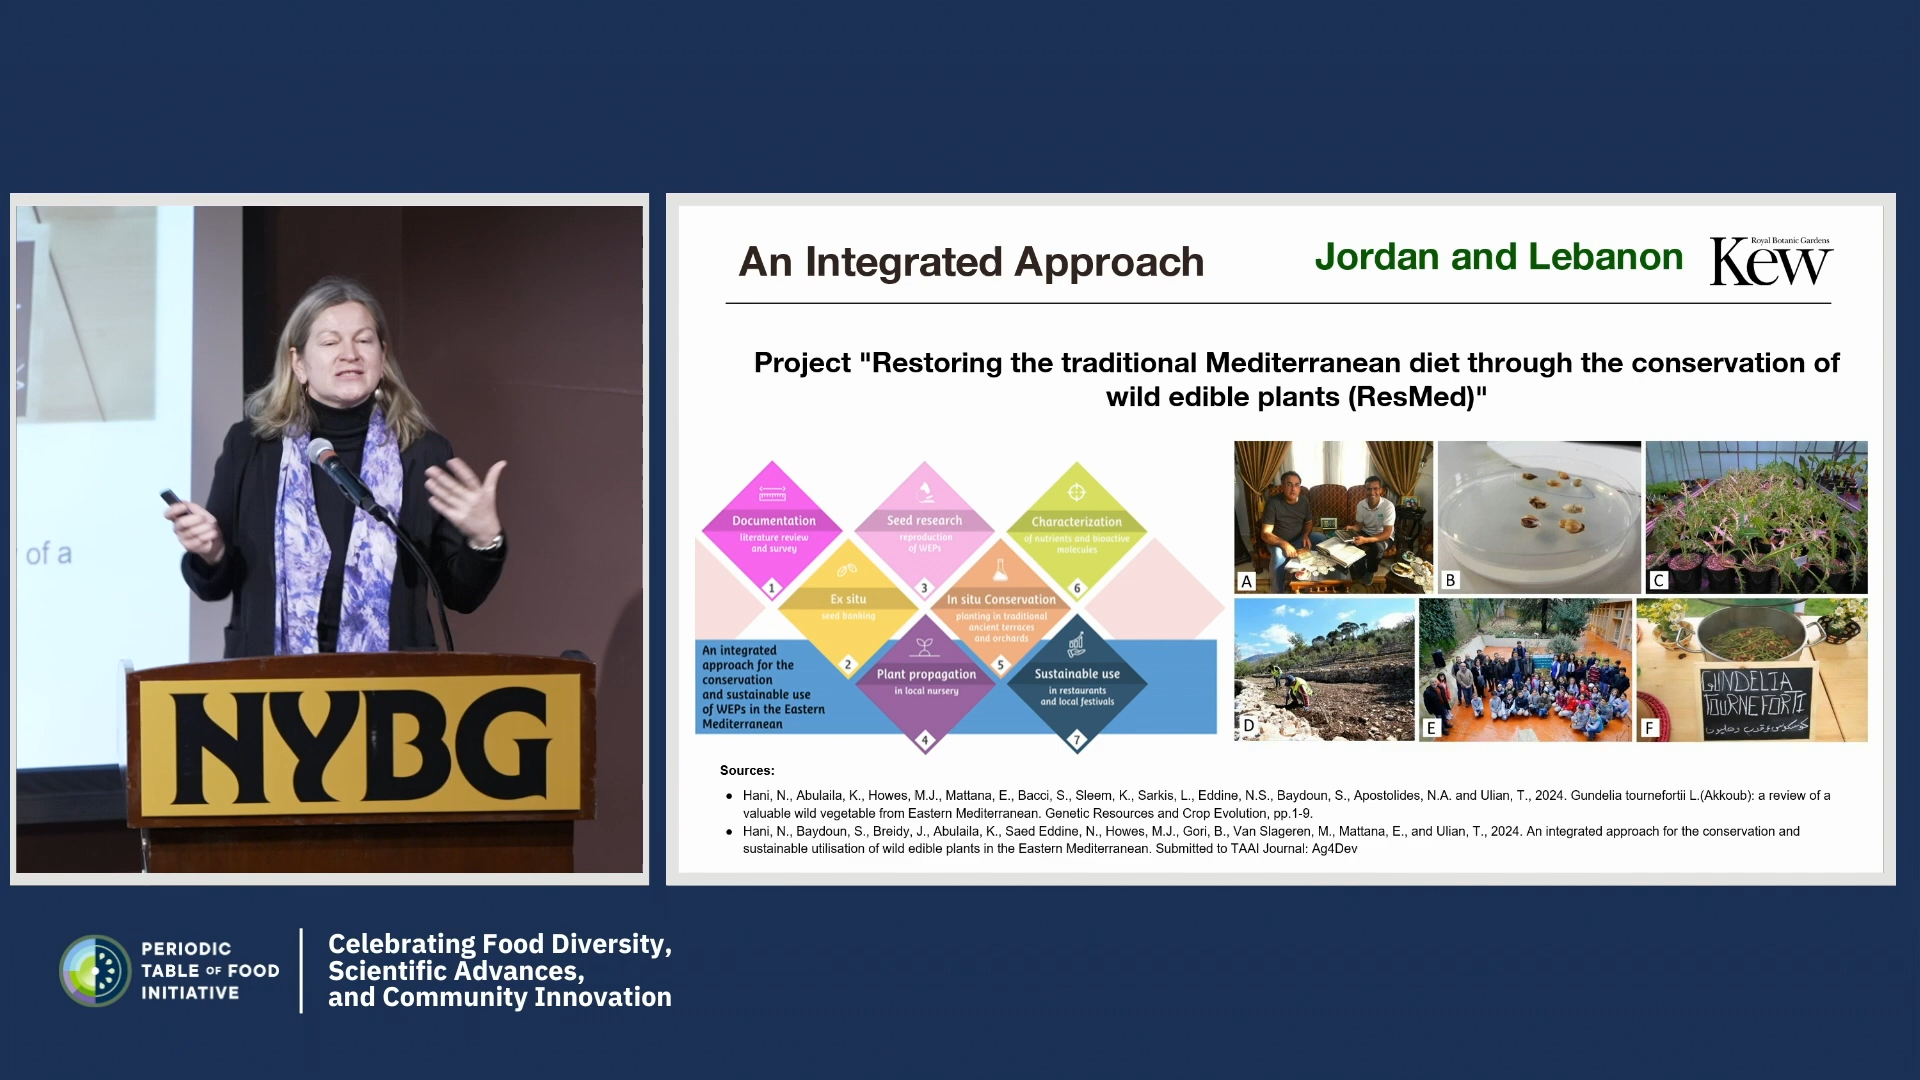 of a
NYBG
An Integrated Approach
Jordan and Lebanon
Royal Botanic Gardens
Kew
Project "Restoring the traditional Mediterranean diet through the conservation of
wild edible plants (ResMed)"
Documentation
literature review
and survey
1
Seed research
reproduction
of WEPs
3
Characterization
of nutrients and bioactive
molecules
6
Ex situ
seed banking
2
In situ Conservation
planting in traditional
ancient terraces
and orchards
5
An integrated
approach for the
conservation
and sustainable use
of WEPs in the Eastern
Mediterranean
Plant propagation
in local nursery
4
Sustainable use
in restaurants
and local festivals
7
A
B
C
D
E
F
GUNDELIA
TOURNEFORTI
Sources:
● Hani, N., Abulaila, K., Howes, M.J., Mattana, E., Bacci, S., Sleem, K., Sarkis, L., Eddine, N.S., Baydoun, S., Apostolides, N.A. and Ulian, T., 2024. Gundelia tournefortii L.(Akkoub): a review of a
valuable wild vegetable from Eastern Mediterranean. Genetic Resources and Crop Evolution, pp.1-9.
● Hani, N., Baydoun, S., Breidy, J., Abulaila, K., Saed Eddine, N., Howes, M.J., Gori, B., Van Slageren, M., Mattana, E., and Ulian, T., 2024. An integrated approach for the conservation and
sustainable utilisation of wild edible plants in the Eastern Mediterranean. Submitted to TAAI Journal: Ag4Dev
PERIODIC
TABLE OF FOOD
INITIATIVE
Celebrating Food Diversity,
Scientific Advances,
and Community Innovation